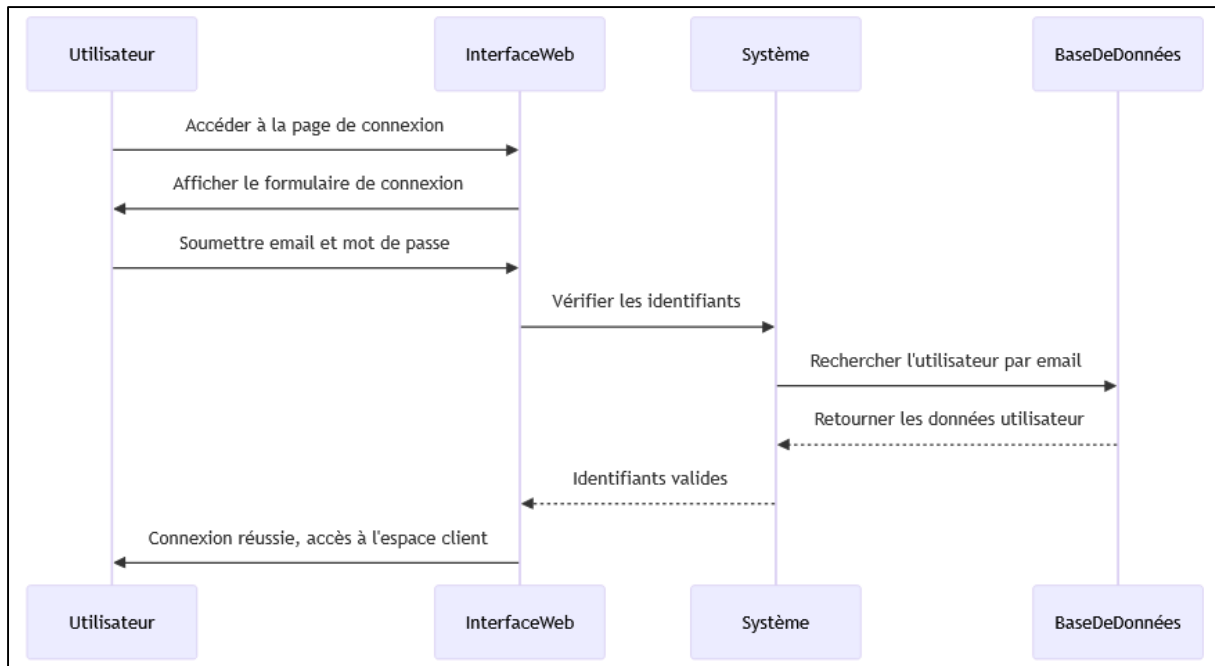 Utilisateur
InterfaceWeb
Système
BaseDeDonnées
Accéder à la page de connexion
Afficher le formulaire de connexion
Soumettre email et mot de passe
Vérifier les identifiants
Rechercher l'utilisateur par email
Retourner les données utilisateur
Identifiants valides
Connexion réussie, accès à l'espace client
Utilisateur
InterfaceWeb
Système
BaseDeDonnées